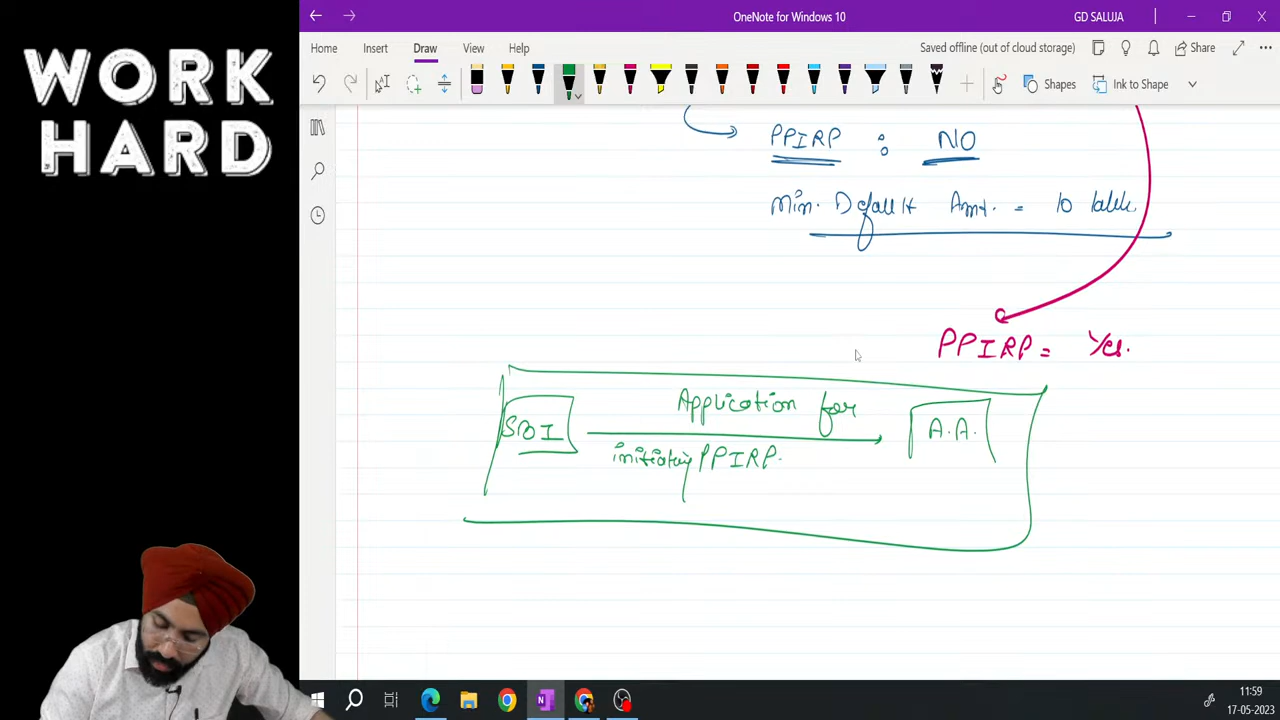 WORK
HARD
OneNote for Windows 10
GD SALUJA
Home Insert Draw View Help
Saved offline (out of cloud storage)
Share
Shapes
Ink to Shape
PPIRP : NO
Min. Default Amt. = 10 lakh
PPIRP = Yes.
SBI
Application for
initiating PPIRP.
A.A.
11:59
17-05-2023